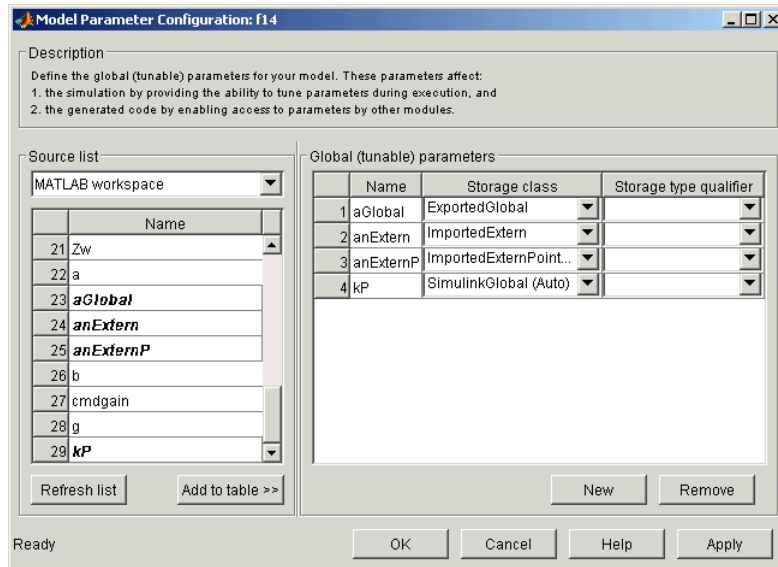 Model Parameter Configuration: f14
Description
Define the global (tunable) parameters for your model. These parameters affect:
1. the simulation by providing the ability to tune parameters during execution, and
2. the generated code by enabling access to parameters by other modules.
Source list
MATLAB workspace
Name
21 Zw
22 a
23 aGlobal
24 anExtern
25 anExternP
26 b
27 cmdgain
28 g
29 kP
Refresh list
Add to table >>
Global (tunable) parameters
Name Storage class Storage type qualifier
1 aGlobal ExportedGlobal
2 anExtern ImportedExtern
3 anExternP ImportedExternPoint...
4 kP SimulinkGlobal (Auto)
New
Remove
Ready
OK
Cancel
Help
Apply